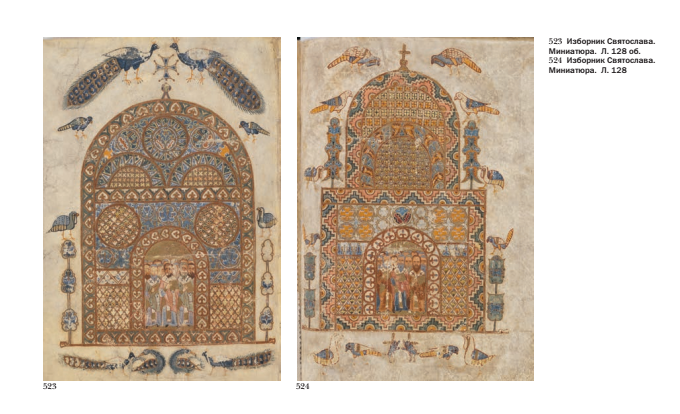 523 Изборник Святослава.
Миниатюра. Л. 128 об.
524 Изборник Святослава.
Миниатюра. Л. 128
523
524